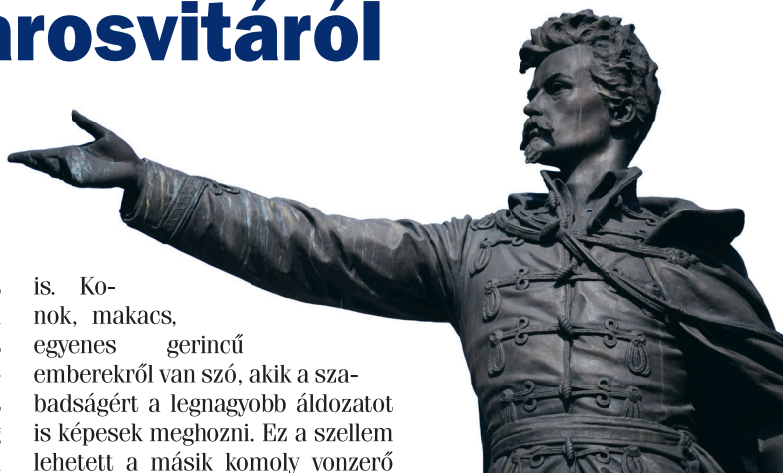 arosvitáról
is. Ko-
nok, makacs,
egyenes gerincű
emberekről van szó, akik a sza-
badságért a legnagyobb áldozatot
is képesek meghozni. Ez a szellem
lehetett a másik komoly vonzerő